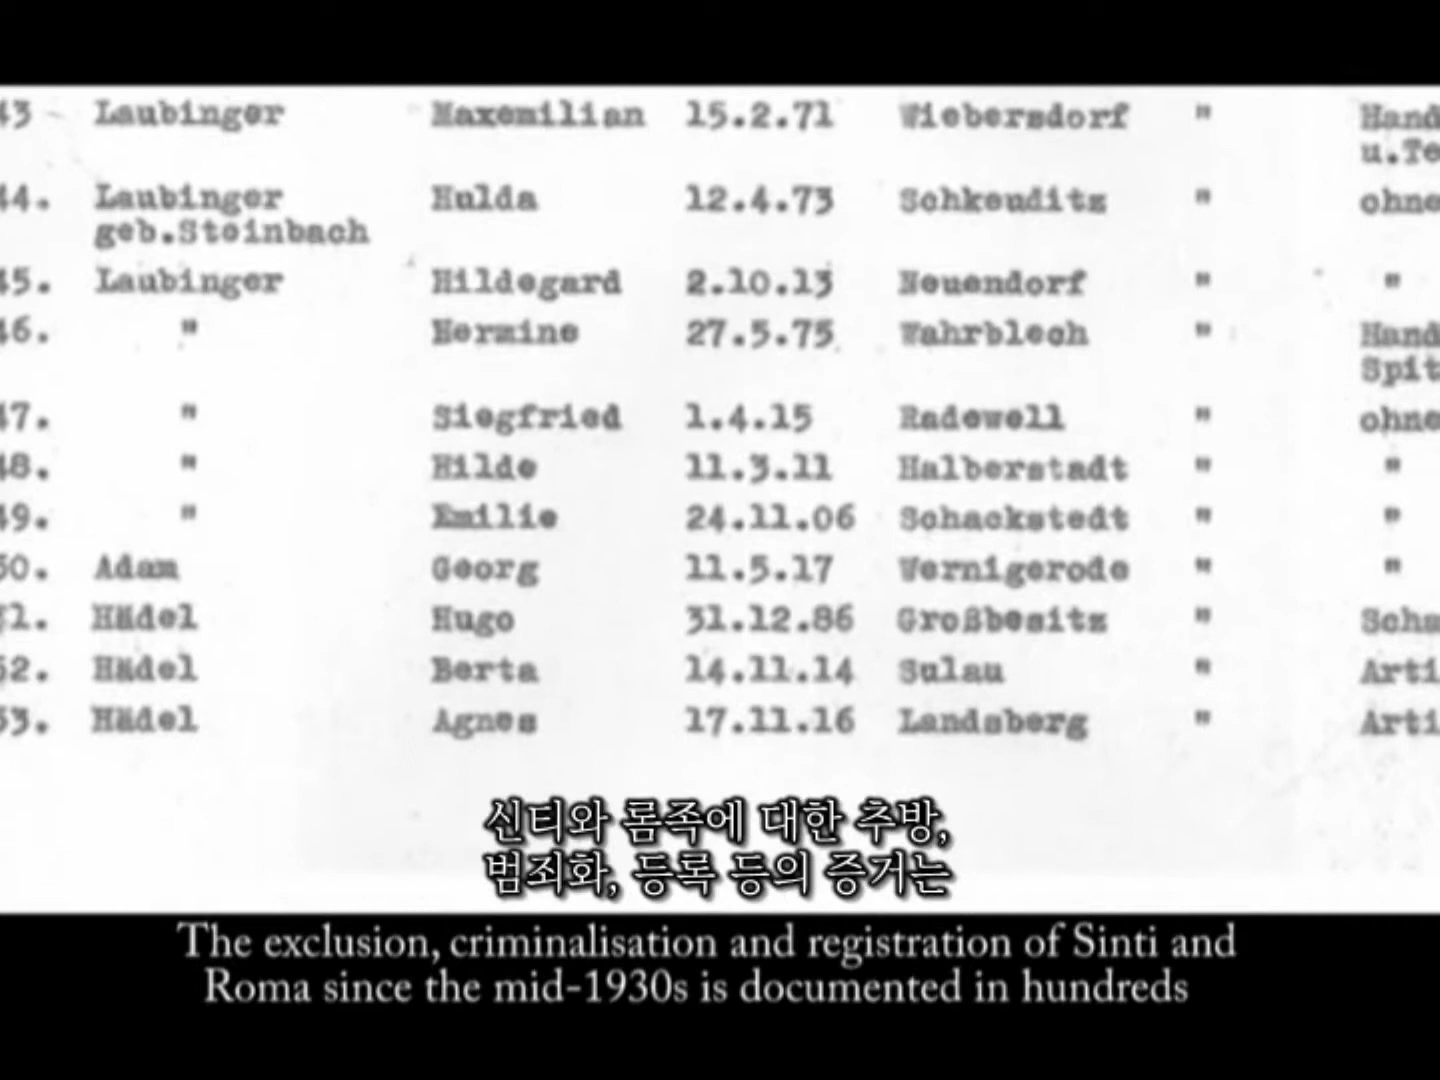 43 Laubinger Maxemilian 15.2.71 Wiebersdorf " Hand
u.Te
44. Laubinger Hulda 12.4.73 Schkeuditz " ohne
geb.Steinbach
45. Laubinger Hildegard 2.10.13 Neuendorf " "
46. " Hermine 27.5.75 Wahrblech " Hand
Spit
47. " Siegfried 1.4.15 Radewell " ohne
48. " Hilde 11.3.11 Halberstadt " "
49. " Emilie 24.11.06 Schackstedt " "
50. Adam Georg 11.5.17 Wernigerode " "
51. Hädel Hugo 31.12.86 Großbesitz " Scha
52. Hädel Berta 14.11.14 Sulau " Arti
53. Hädel Agnes 17.11.16 Landsberg " Arti
신티와 롬족에 대한 추방,
범죄화, 등록 등의 증거는
The exclusion, criminalisation and registration of Sinti and
Roma since the mid-1930s is documented in hundreds